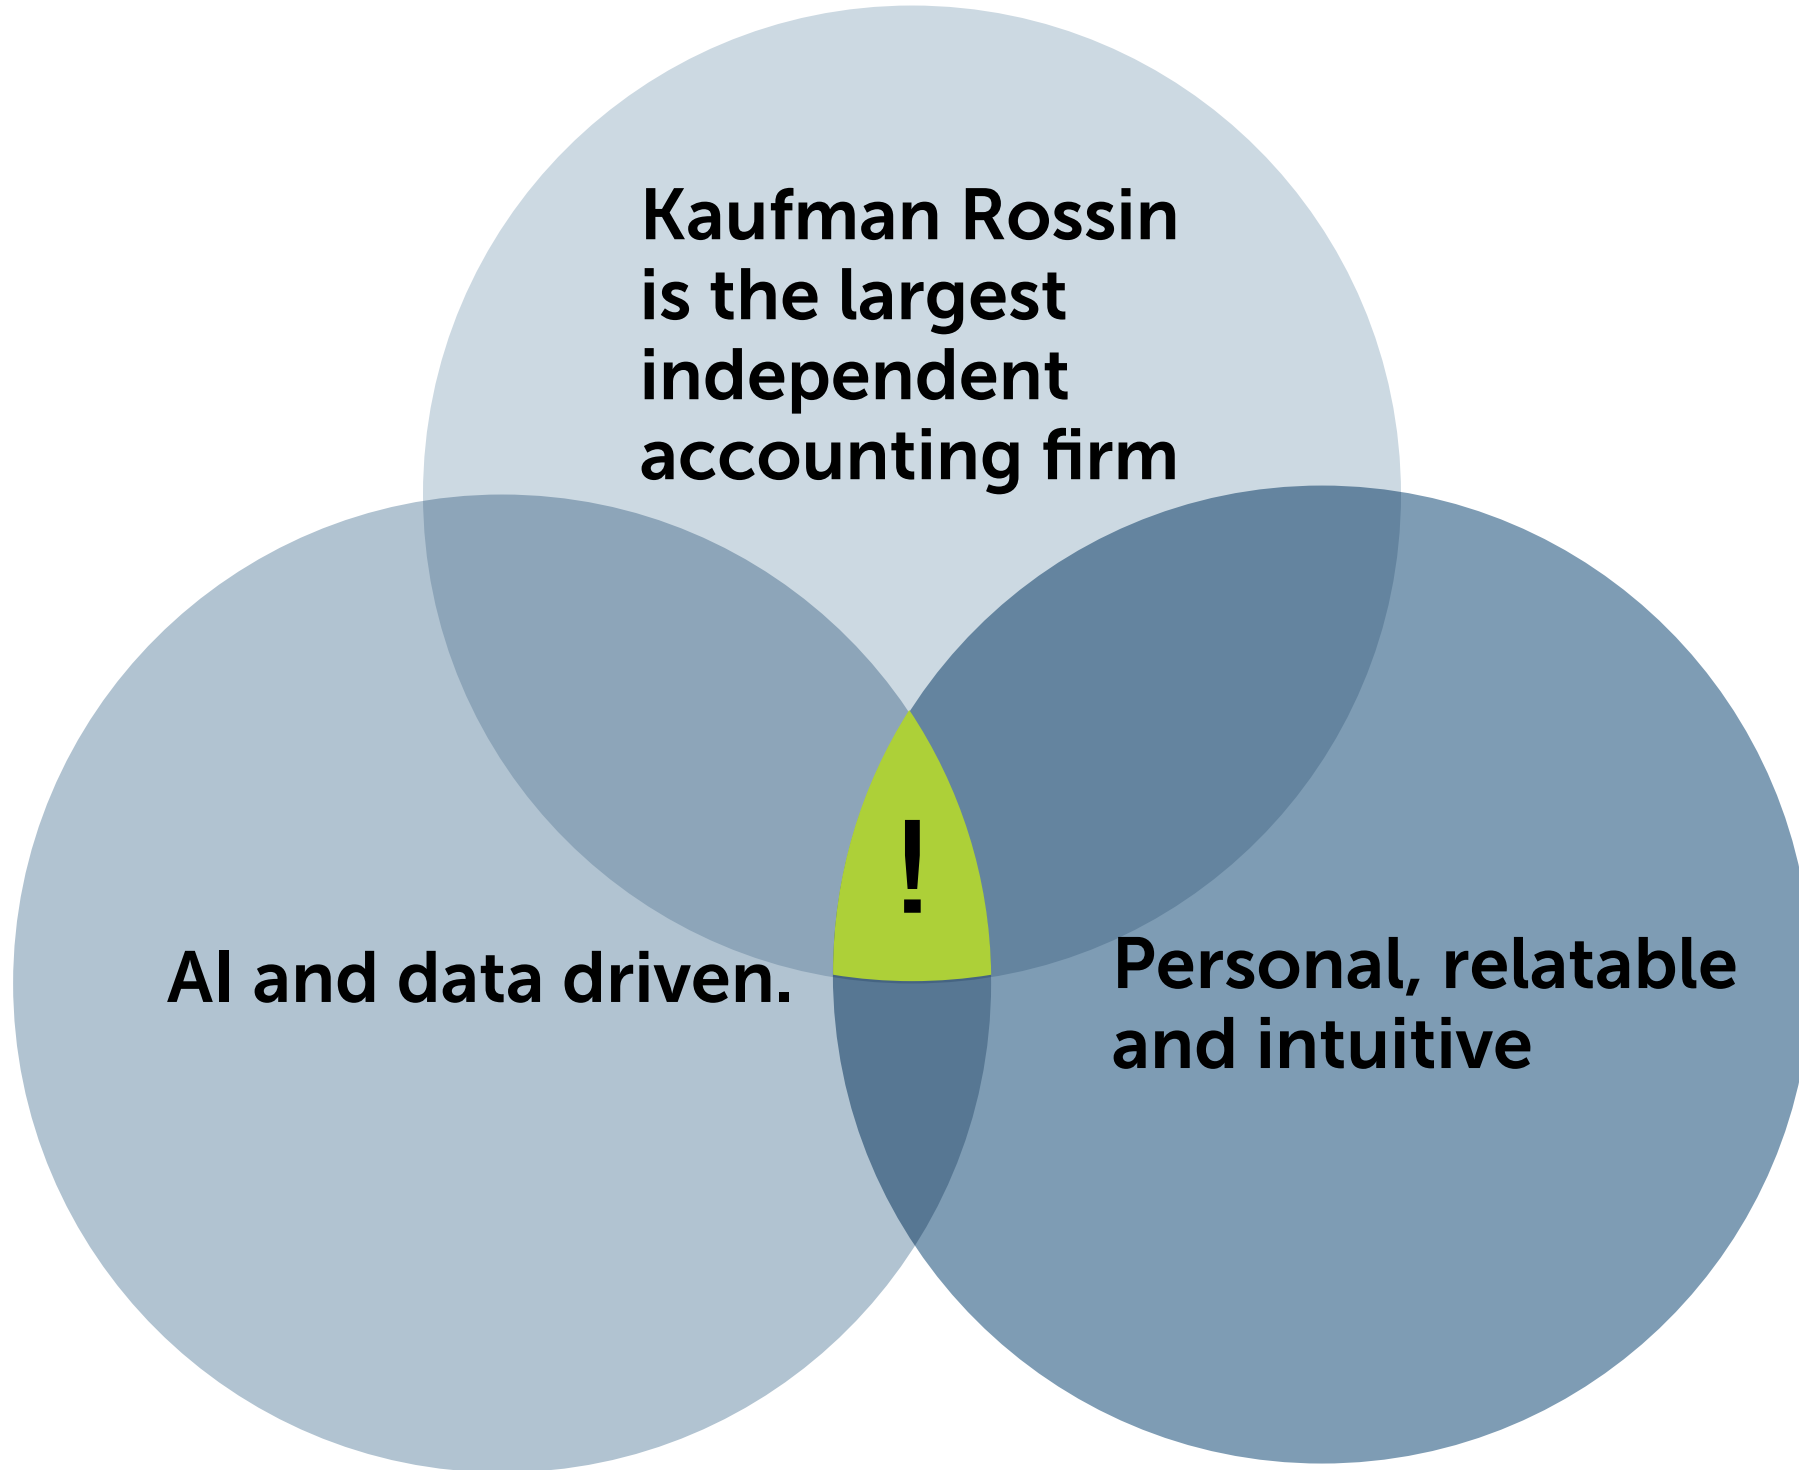 Kaufman Rossin
is the largest
independent
accounting firm
!
AI and data driven.
Personal, relatable
and intuitive